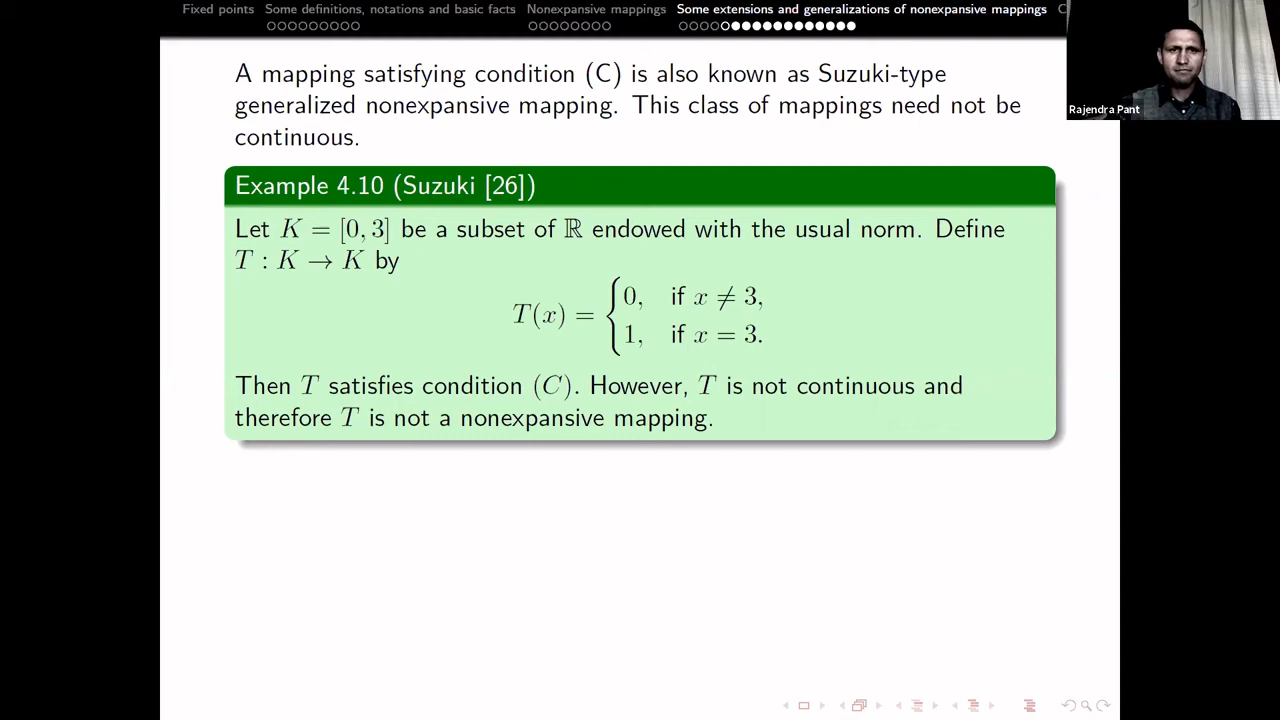 Fixed points Some definitions, notations and basic facts Nonexpansive mappings Some extensions and generalizations of nonexpansive mappings C
Rajendra Pant
A mapping satisfying condition (C) is also known as Suzuki-type
generalized nonexpansive mapping. This class of mappings need not be
continuous.
Example 4.10 (Suzuki [26])
Let K = [0, 3] be a subset of ℝ endowed with the usual norm. Define
T : K → K by
T(x) = { 0, if x ≠ 3,
1, if x = 3.
Then T satisfies condition (C). However, T is not continuous and
therefore T is not a nonexpansive mapping.